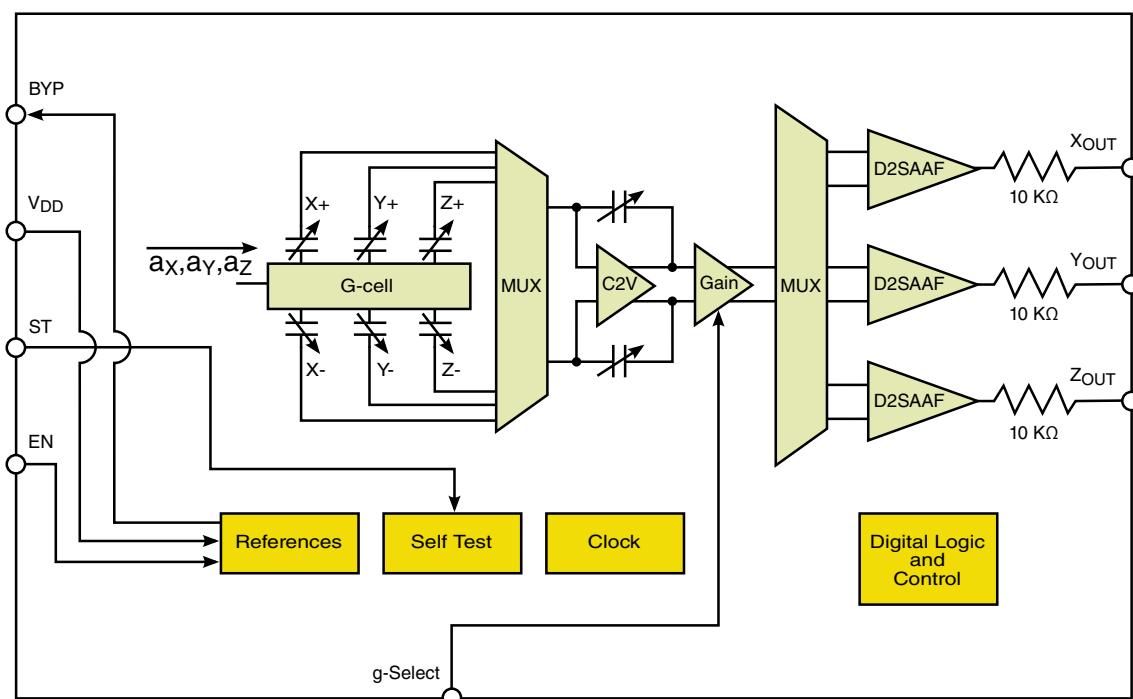 BYP
VDD
ST
EN
aX,aY,aZ
X+
Y+
Z+
G-cell
X-
Y-
Z-
MUX
C2V
Gain
MUX
D2SAAF
10 KΩ
XOUT
D2SAAF
10 KΩ
YOUT
D2SAAF
10 KΩ
ZOUT
References
Self Test
Clock
Digital Logic
and
Control
g-Select